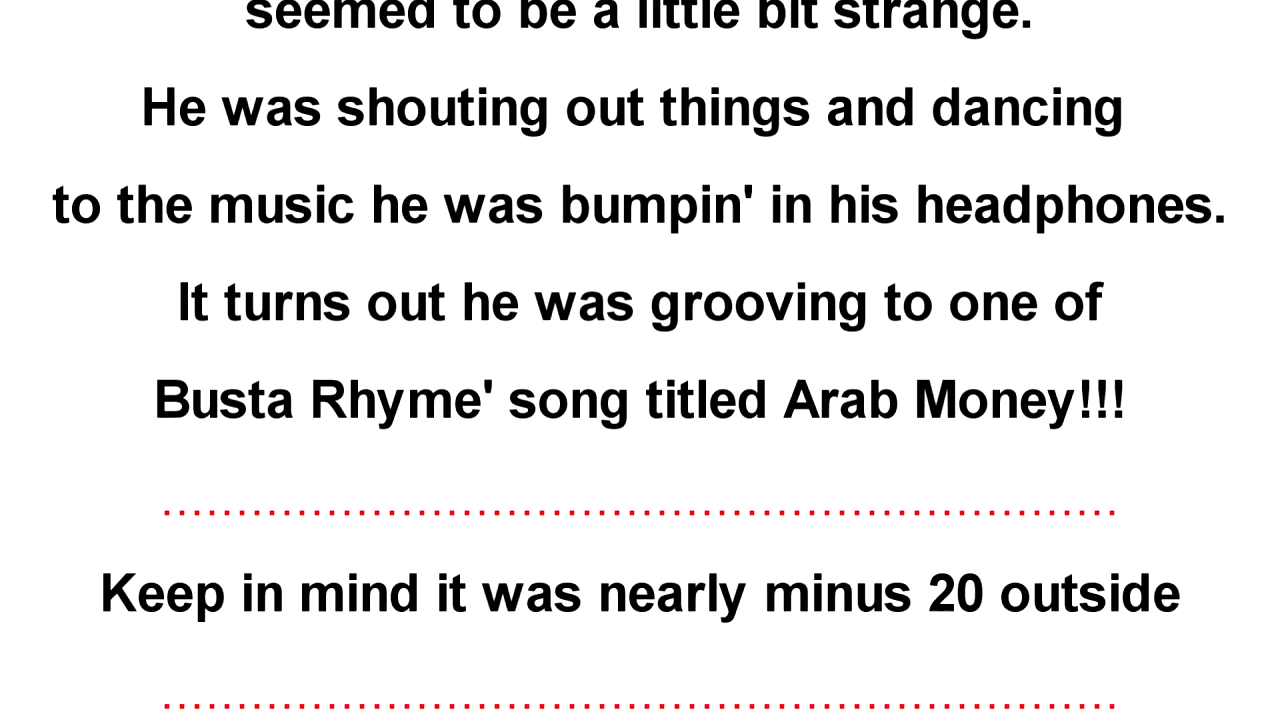 seemed to be a little bit strange.
He was shouting out things and dancing
to the music he was bumpin' in his headphones.
It turns out he was grooving to one of
Busta Rhyme' song titled Arab Money!!!
................................................................
Keep in mind it was nearly minus 20 outside
................................................................